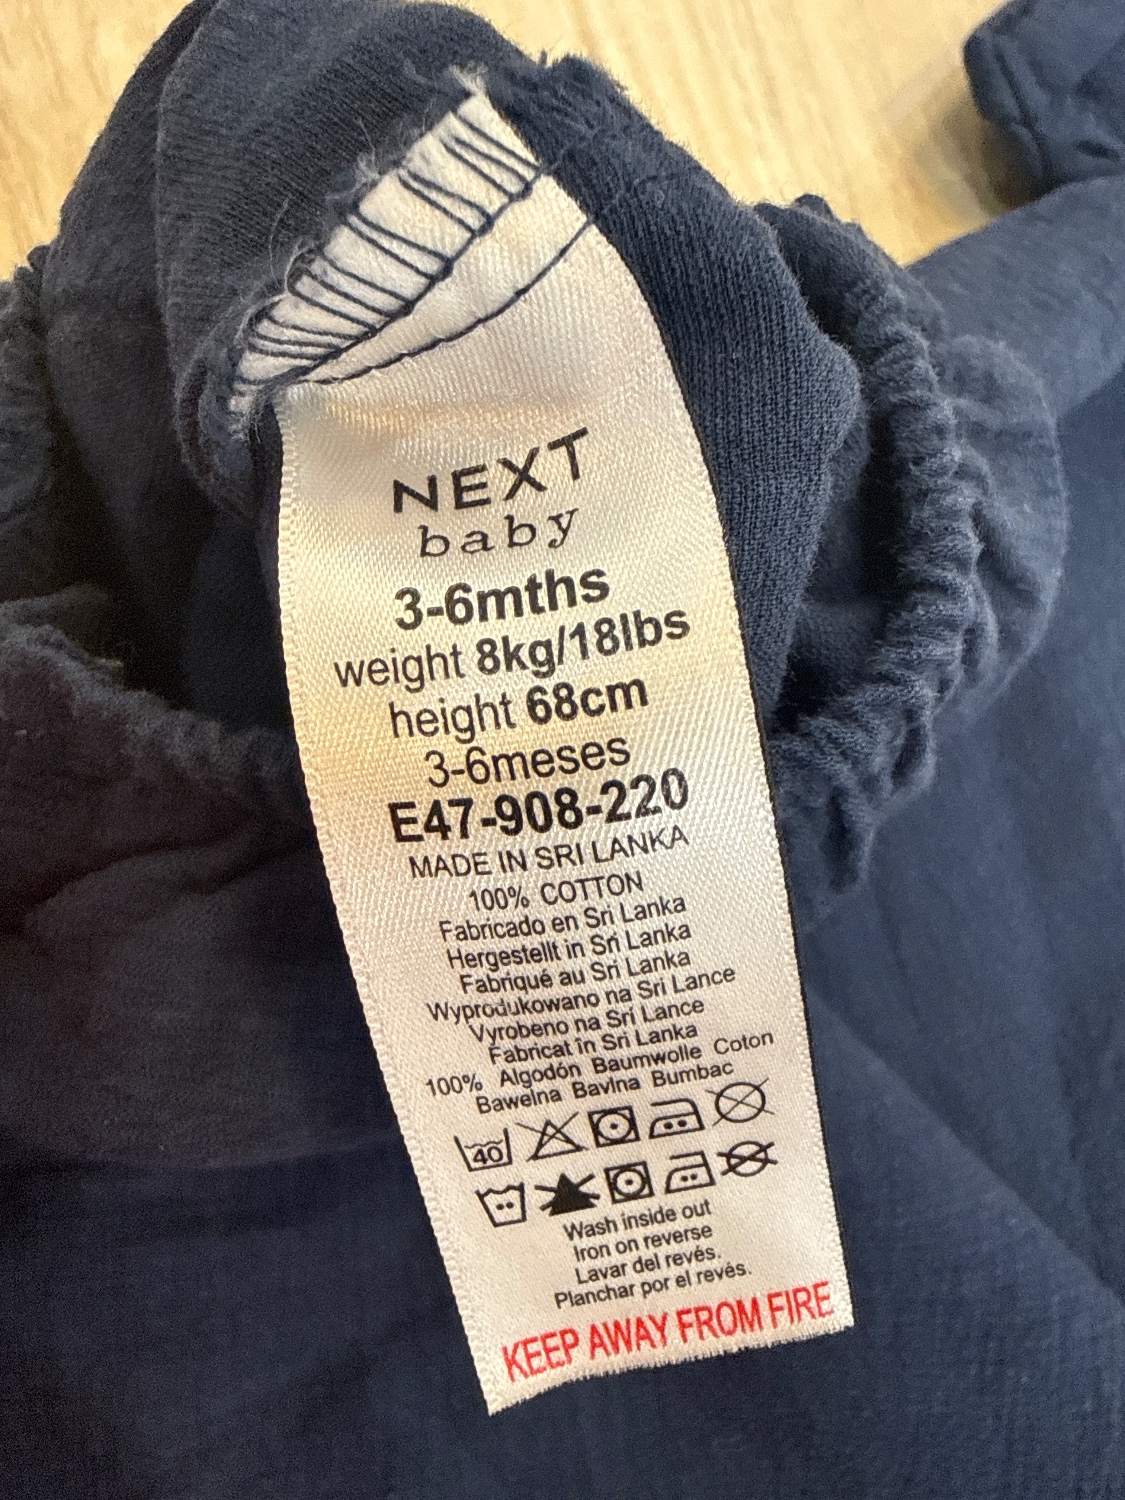 NEXT
baby
3-6mths
weight 8kg/18lbs
height 68cm
3-6meses
E47-908-220
MADE IN SRI LANKA
100% COTTON
Fabricado en Sri Lanka
Hergestellt in Sri Lanka
Fabriqué au Sri Lanka
Wyprodukowano na Sri Lance
Vyrobeno na Sri Lance
Fabricat în Sri Lanka
100% Algodón Baumwolle Coton
Bawełna Bavlna Bumbac
40
Wash inside out
Iron on reverse
Lavar del revés.
Planchar por el revés.
KEEP AWAY FROM FIRE